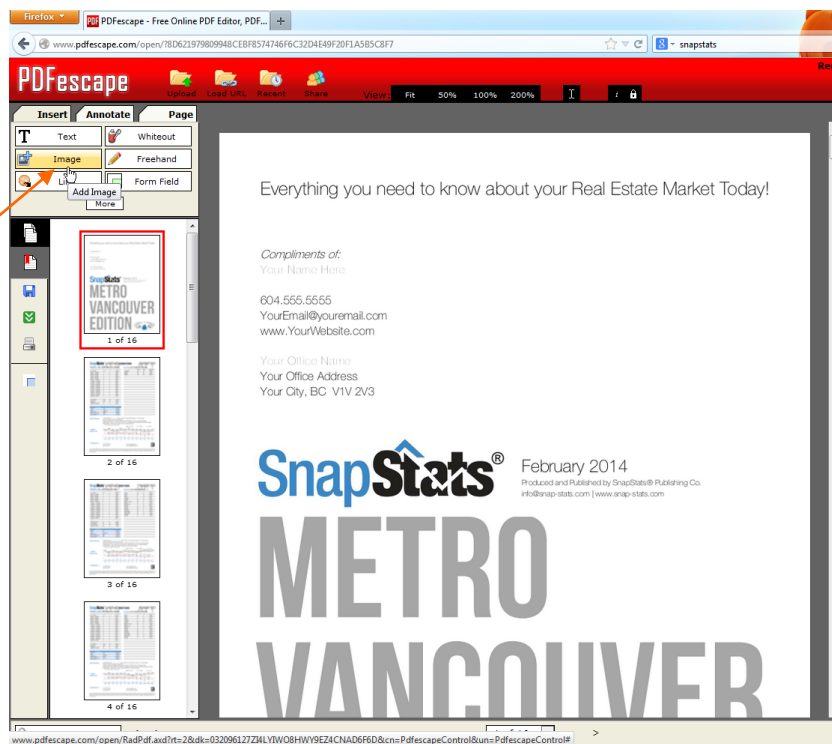 Firefox
PDF PDFescape - Free Online PDF Editor, PDF... +
www.pdfescape.com/open/?8D621979809948CEBF8574746F6C32D4E49F20F1A5B5C8F7
snapstats
PDFescape
Upload Load URL Recent Share View: Fit 50% 100% 200% i
Insert Annotate Page
T Text Whiteout
Image Freehand
Form Field
Add Image
More
Everything you need to know about your Real Estate Market Today!
Compliments of:
Your Name Here
604.555.5555
YourEmail@youremail.com
www.YourWebsite.com
Your Office Name
Your Office Address
Your City, BC V1V 2V3
SnapStats®
February 2014
Produced and Published by SnapStats® Publishing Co.
info@snap-stats.com | www.snap-stats.com
METRO
VANCOUVER
SnapStats
METRO
VANCOUVER
EDITION
1 of 16
2 of 16
3 of 16
4 of 16
www.pdfescape.com/open/RadPdf.axd?rt=2&dk=032096127ZI4LYIWO8HWY9EZ4CNAD6F6D&cn=PdfescapeControl&un=PdfescapeControl#